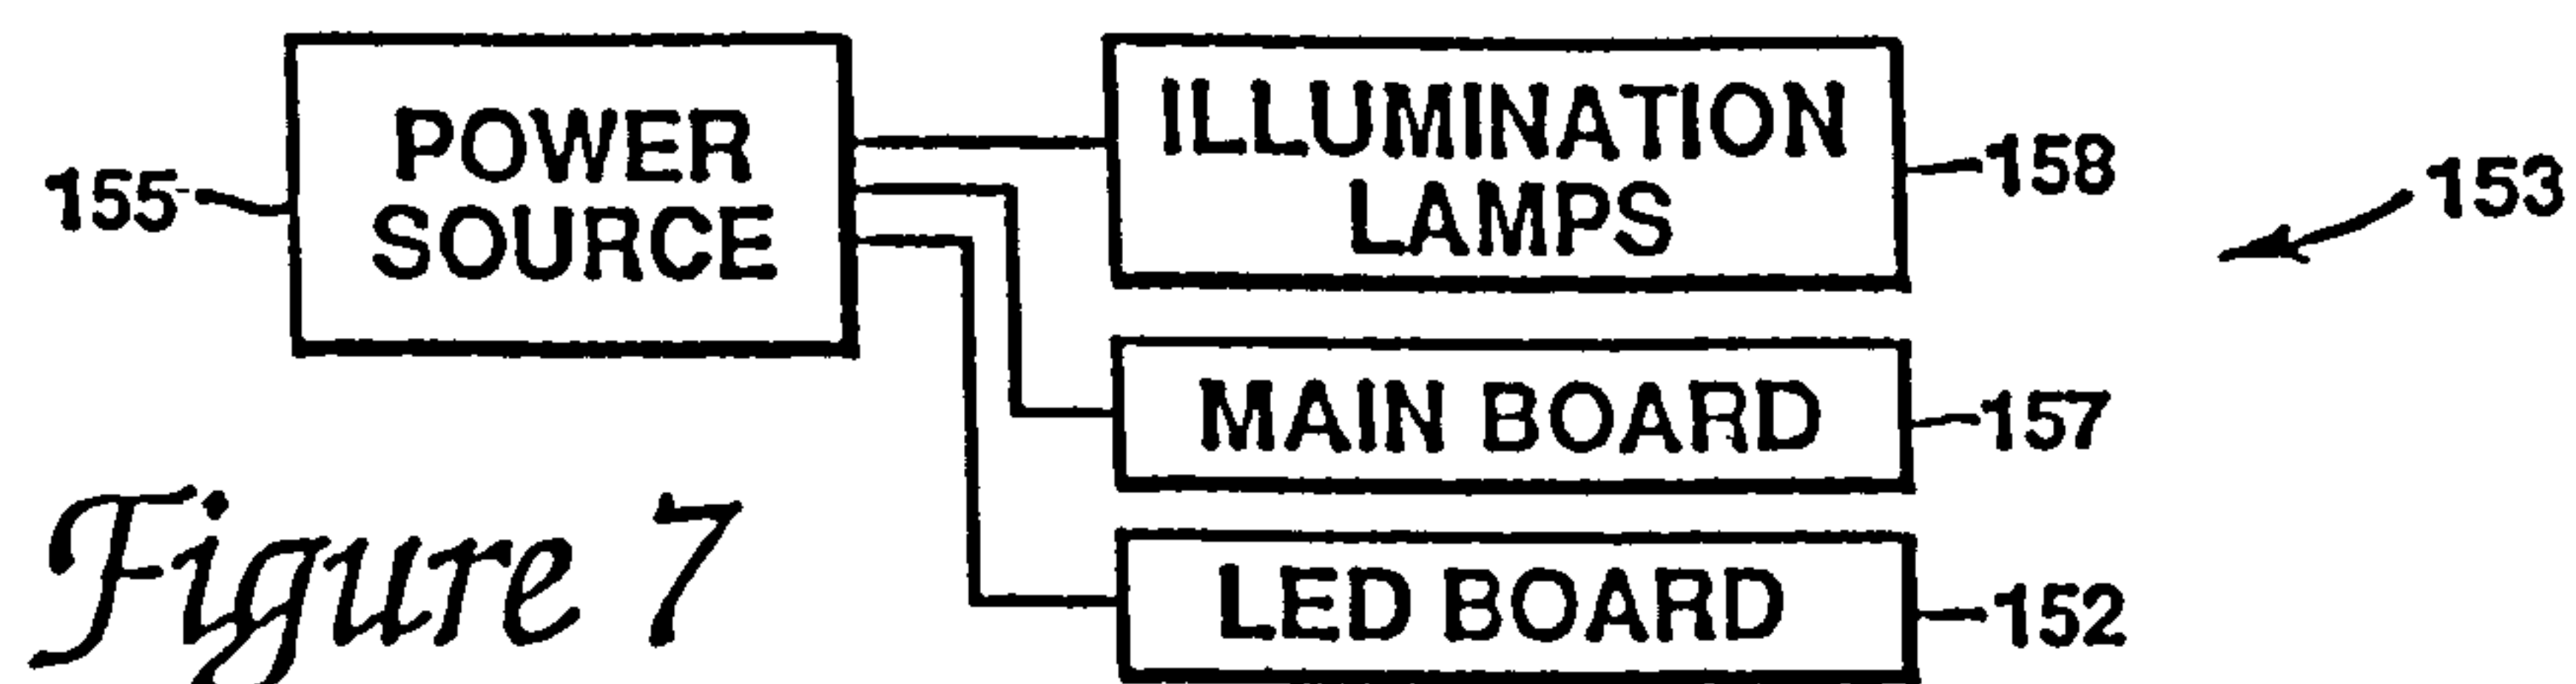 POWER
SOURCE
155
ILLUMINATION
LAMPS
158
153
MAIN BOARD
157
LED BOARD
152
Figure 7